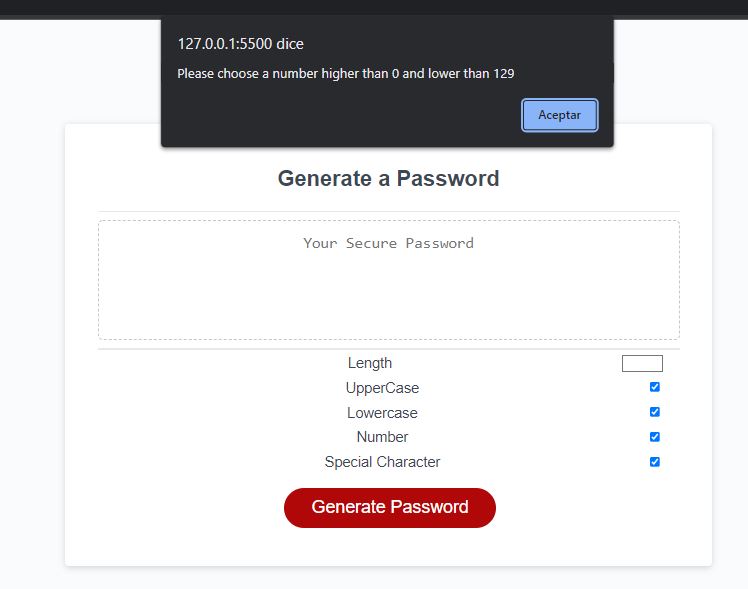 127.0.0.1:5500 dice
Please choose a number higher than 0 and lower than 129
Aceptar
Generate a Password
Your Secure Password
Length
UpperCase
Lowercase
Number
Special Character
Generate Password